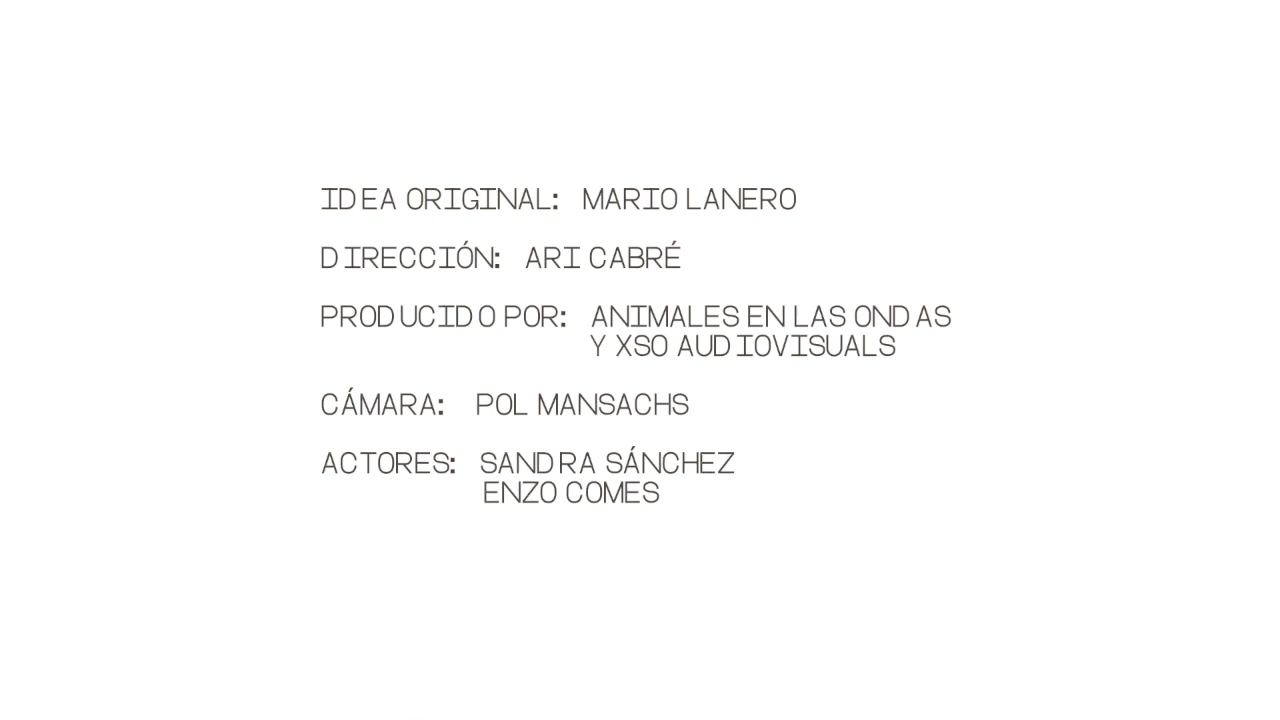 IDEA ORIGINAL: MARIO LANERO
DIRECCIÓN: ARI CABRÉ
PRODUCIDO POR: ANIMALES EN LAS ONDAS
Y XSO AUDIOVISUALS
CÁMARA: POL MANSACHS
ACTORES: SANDRA SÁNCHEZ
ENZO COMES